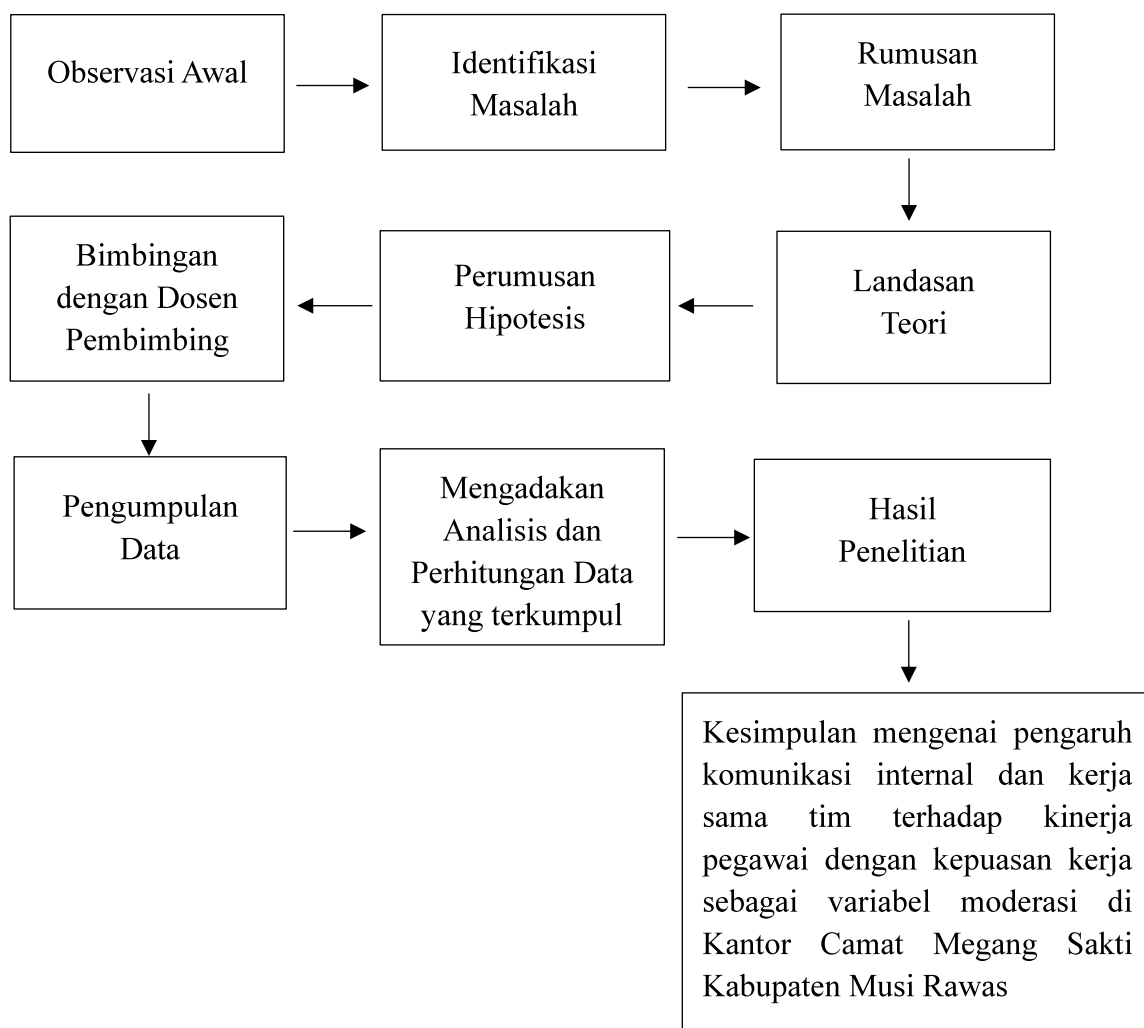 Observasi Awal
Identifikasi
Masalah
Rumusan
Masalah
Landasan
Teori
Perumusan
Hipotesis
Bimbingan
dengan Dosen
Pembimbing
Pengumpulan
Data
Mengadakan
Analisis dan
Perhitungan Data
yang terkumpul
Hasil
Penelitian
Kesimpulan mengenai pengaruh
komunikasi internal dan kerja
sama tim terhadap kinerja
pegawai dengan kepuasan kerja
sebagai variabel moderasi di
Kantor Camat Megang Sakti
Kabupaten Musi Rawas